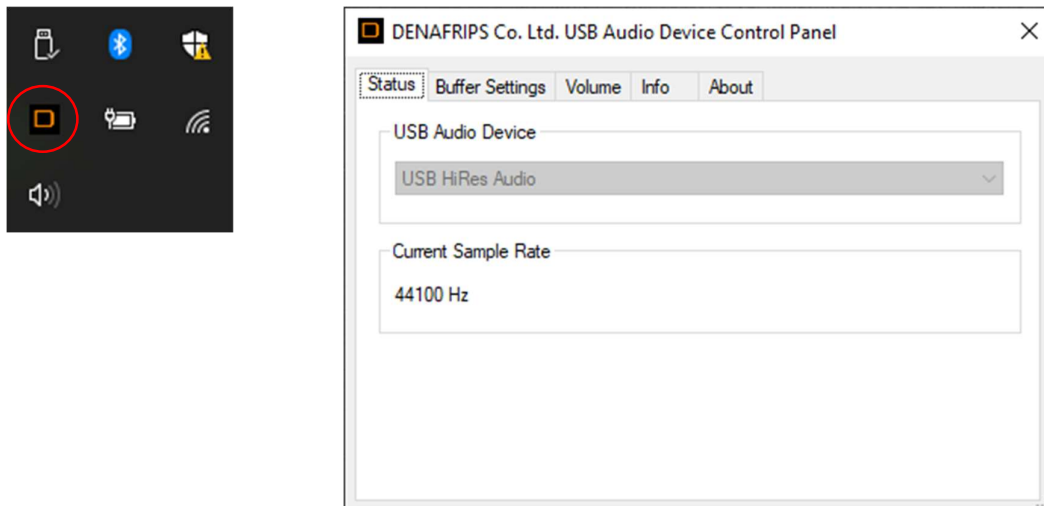 D
DENAFRIPS Co. Ltd. USB Audio Device Control Panel
Status Buffer Settings Volume Info About
USB Audio Device
USB HiRes Audio
Current Sample Rate
44100 Hz